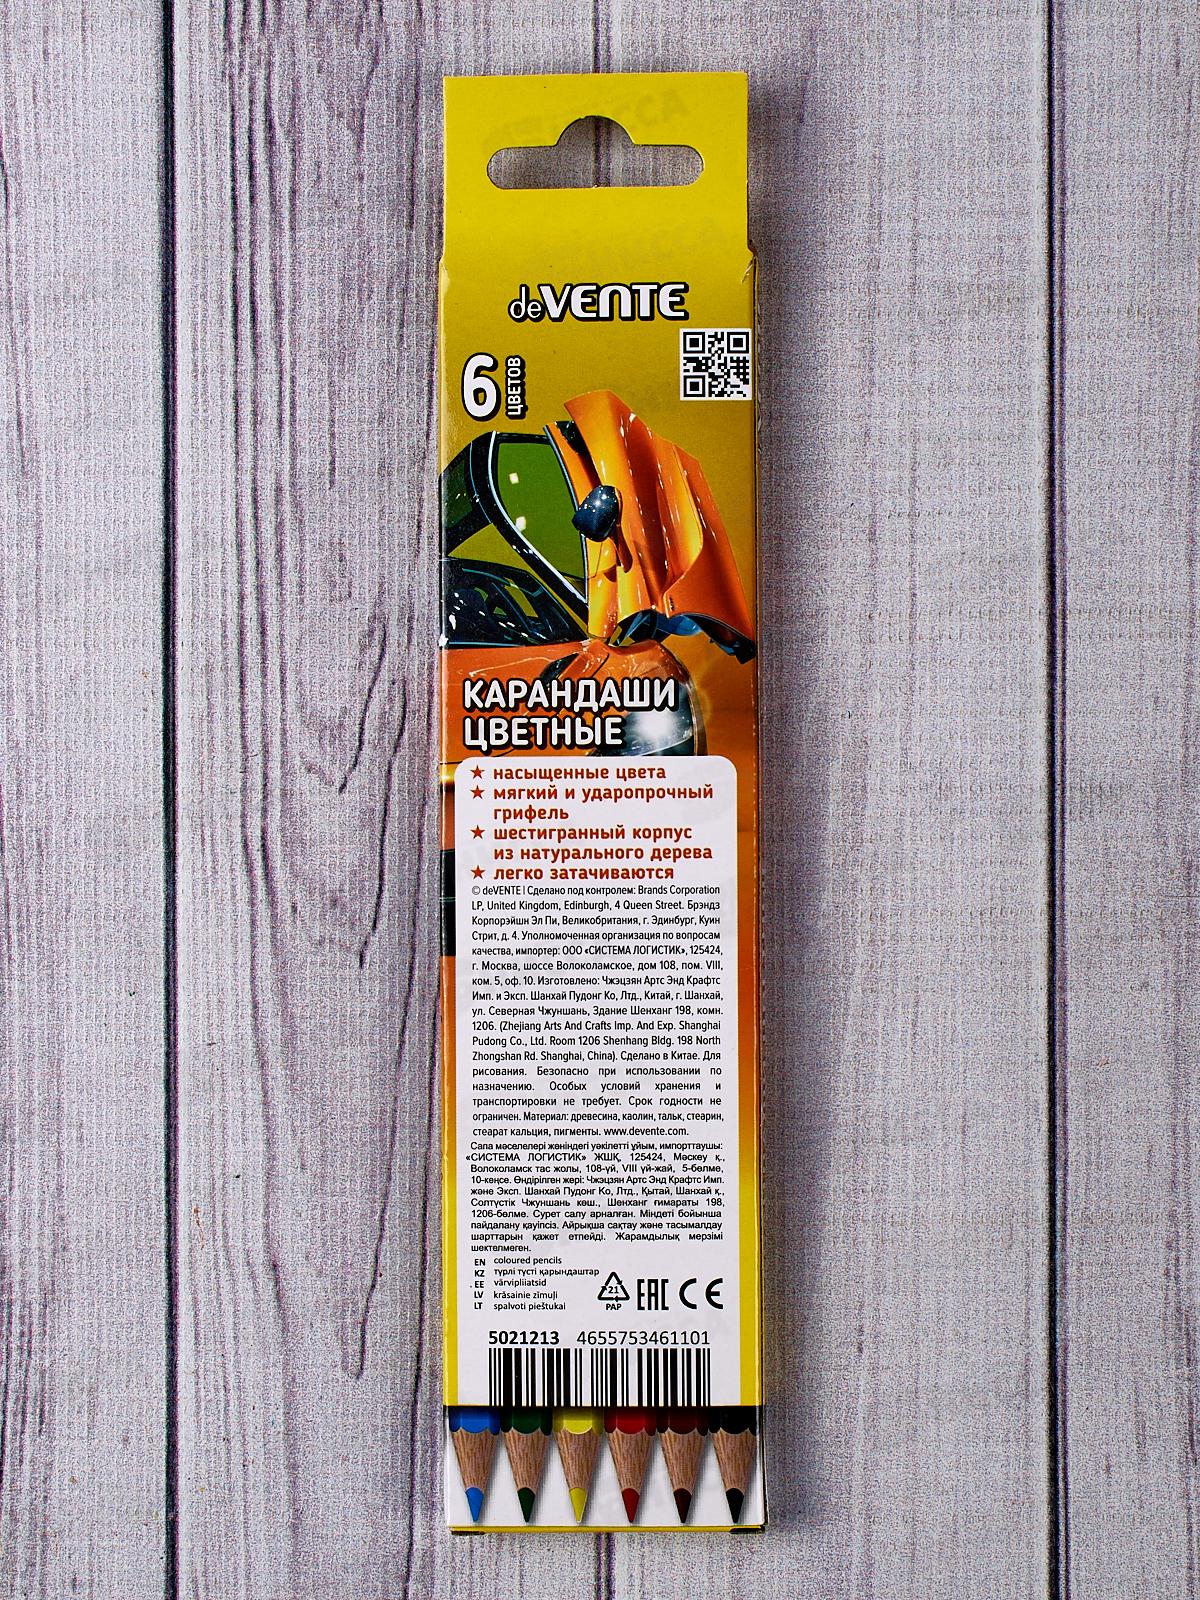 deVENTE
6 ЦВЕТОВ
КАРАНДАШИ
ЦВЕТНЫЕ
★ насыщенные цвета
★ мягкий и ударопрочный
грифель
★ шестигранный корпус
из натурального дерева
★ легко затачиваются
© deVENTE | Сделано под контролем: Brands Corporation
LP, United Kingdom, Edinburgh, 4 Queen Street. Брэндз
Корпорэйшн Эл Пи, Великобритания, г. Эдинбург, Куин
Стрит, д. 4. Уполномоченная организация по вопросам
качества, импортер: ООО «СИСТЕМА ЛОГИСТИК», 125424,
г. Москва, шоссе Волоколамское, дом 108, пом. VIII,
ком. 5, оф. 10. Изготовлено: Чжэцзян Артс Энд Крафтс
Имп. и Эксп. Шанхай Пудонг Ко, Лтд., Китай, г. Шанхай,
ул. Северная Чжуншань, Здание Шенханг 198, комн.
1206. (Zhejiang Arts And Crafts Imp. And Exp. Shanghai
Pudong Co., Ltd. Room 1206 Shenhang Bldg. 198 North
Zhongshan Rd. Shanghai, China). Сделано в Китае. Для
рисования. Безопасно при использовании по
назначению. Особых условий хранения и
транспортировки не требует. Срок годности не
ограничен. Материал: древесина, каолин, тальк, стеарин,
стеарат кальция, пигменты. www.devente.com.
Сапа мәселелері жөніндегі уәкілетті ұйым, импорттаушы:
«СИСТЕМА ЛОГИСТИК» ЖШҚ, 125424, Мәскеу қ.,
Волоколамск тас жолы, 108-үй, VIII үй-жай, 5-бөлме,
10-кеңсе. Өндірілген жері: Чжэцзян Артс Энд Крафтс Имп.
және Эксп. Шанхай Пудонг Ко, Лтд., Қытай, Шанхай қ.,
Солтүстік Чжуншань көш., Шенханг ғимараты 198,
1206-бөлме. Сурет салу арналған. Міндеті бойынша
пайдалану қауіпсіз. Айрықша сақтау және тасымалдау
шарттарын қажет етпейді. Жарамдылық мерзімі
шектелмеген.
EN coloured pencils
KZ түрлі түсті қарындаштар
EE värvipliiatsid
LV krāsainie zīmuļi
LT spalvoti pieštukai
21
PAP
EAC CE
5021213 4655753461101